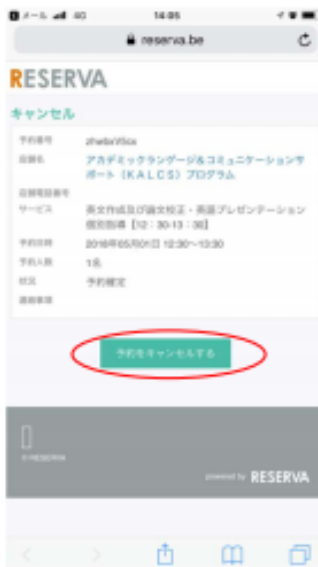 メール 4G 14:05
reserva.be
RESERVA
キャンセル
予約番号
店舗名 アカデミックランゲージ&コミュニケーションサ
ポート（KALCS）プログラム
店舗電話番号
サービス 英文作成及び論文校正・英語プレゼンテーション
個別指導【12：30-13：30】
予約日時 2018年05月01日 12:30~13:30
予約人数 1名
状況 予約確定
連絡事項
予約をキャンセルする
© RESERVA
powered by RESERVA